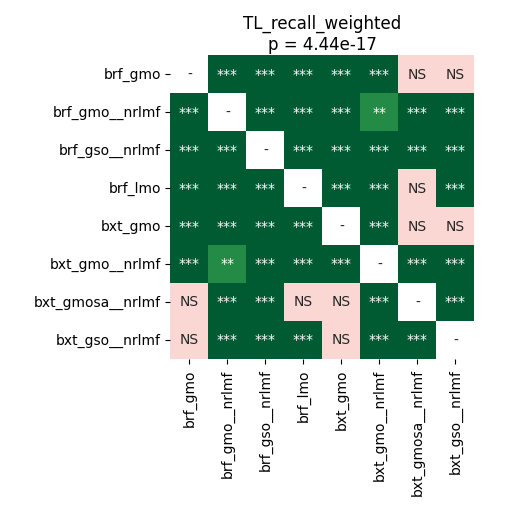 TL_recall_weighted
p = 4.44e-17
brf_gmo - *** *** *** *** *** NS NS
brf_gmo__nrlmf *** - *** *** *** ** *** ***
brf_gso__nrlmf *** *** - *** *** *** *** ***
brf_lmo *** *** *** - *** *** NS ***
bxt_gmo *** *** *** *** - *** NS NS
bxt_gmo__nrlmf *** ** *** *** *** - *** ***
bxt_gmosa__nrlmf NS *** *** NS NS *** - ***
bxt_gso__nrlmf NS *** *** *** NS *** *** -
brf_gmo
brf_gmo__nrlmf
brf_gso__nrlmf
brf_lmo
bxt_gmo
bxt_gmo__nrlmf
bxt_gmosa__nrlmf
bxt_gso__nrlmf